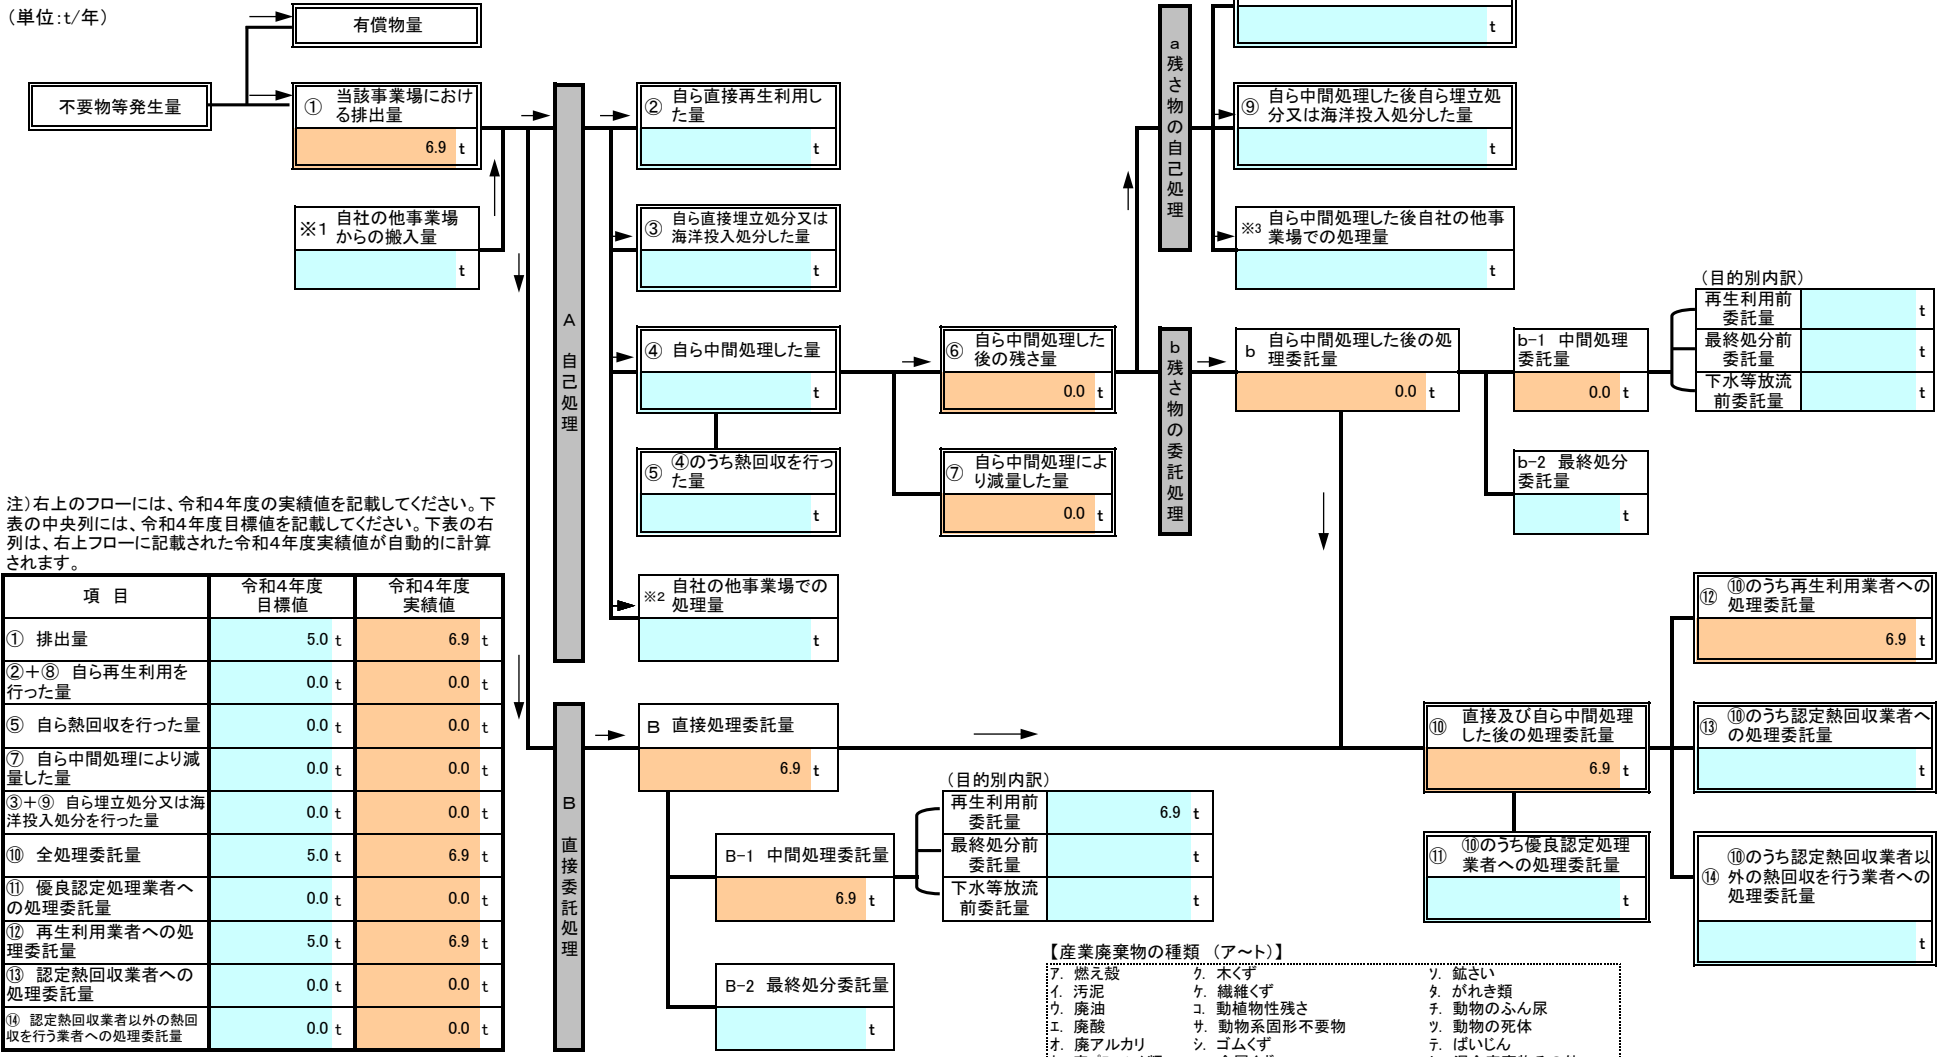 (単位:t/年)
有償物量
不要物等発生量
① 当該事業場におけ
る排出量
6.9 t
※1 自社の他事業場
からの搬入量
t
A 自己処理
② 自ら直接再生利用し
た量
t
③ 自ら直接埋立処分又は
海洋投入処分した量
t
④ 自ら中間処理した量
t
⑤ ④のうち熱回収を行っ
た量
t
※2 自社の他事業場での
処理量
t
⑥ 自ら中間処理した
後の残さ量
0.0 t
⑦ 自ら中間処理によ
り減量した量
0.0 t
a 残さ物の自己処理
t
⑨ 自ら中間処理した後自ら埋立処
分又は海洋投入処分した量
t
※3 自ら中間処理した後自社の他事
業場での処理量
t
b 残さ物の委託処理
b 自ら中間処理した後の処
理委託量
0.0 t
b-1 中間処理
委託量
0.0 t
b-2 最終処分
委託量
t
(目的別内訳)
再生利用前
委託量
t
最終処分前
委託量
t
下水等放流
前委託量
t
注)右上のフローには、令和4年度の実績値を記載してください。下
表の中央列には、令和4年度目標値を記載してください。下表の右
列は、右上フローに記載された令和4年度実績値が自動的に計算
されます。
項 目
令和4年度
目標値
令和4年度
実績値
① 排出量 5.0 t 6.9 t
②+⑧ 自ら再生利用を
行った量
0.0 t 0.0 t
⑤ 自ら熱回収を行った量 0.0 t 0.0 t
⑦ 自ら中間処理により減
量した量
0.0 t 0.0 t
③+⑨ 自ら埋立処分又は海
洋投入処分を行った量
0.0 t 0.0 t
⑩ 全処理委託量 5.0 t 6.9 t
⑪ 優良認定処理業者へ
の処理委託量
0.0 t 0.0 t
⑫ 再生利用業者への処
理委託量
5.0 t 6.9 t
⑬ 認定熱回収業者への
処理委託量
0.0 t 0.0 t
⑭ 認定熱回収業者以外の熱回
収を行う業者への処理委託量
0.0 t 0.0 t
B 直接委託処理
B 直接処理委託量
6.9 t
B-1 中間処理委託量
6.9 t
B-2 最終処分委託量
t
(目的別内訳)
再生利用前
委託量
6.9 t
最終処分前
委託量
t
下水等放流
前委託量
t
⑩ 直接及び自ら中間処理
した後の処理委託量
6.9 t
⑪ ⑩のうち優良認定処理
業者への処理委託量
t
⑫ ⑩のうち再生利用業者への
処理委託量
6.9 t
⑬ ⑩のうち認定熱回収業者へ
の処理委託量
t
⑭ ⑩のうち認定熱回収業者以
外の熱回収を行う業者への
処理委託量
t
【産業廃棄物の種類 (ア~ト)】
ア. 燃え殻 ク. 木くず ソ. 鉱さい
イ. 汚泥 ケ. 繊維くず タ. がれき類
ウ. 廃油 コ. 動植物性残さ チ. 動物のふん尿
エ. 廃酸 サ. 動物系固形不要物 ツ. 動物の死体
オ. 廃アルカリ シ. ゴムくず テ. ばいじん